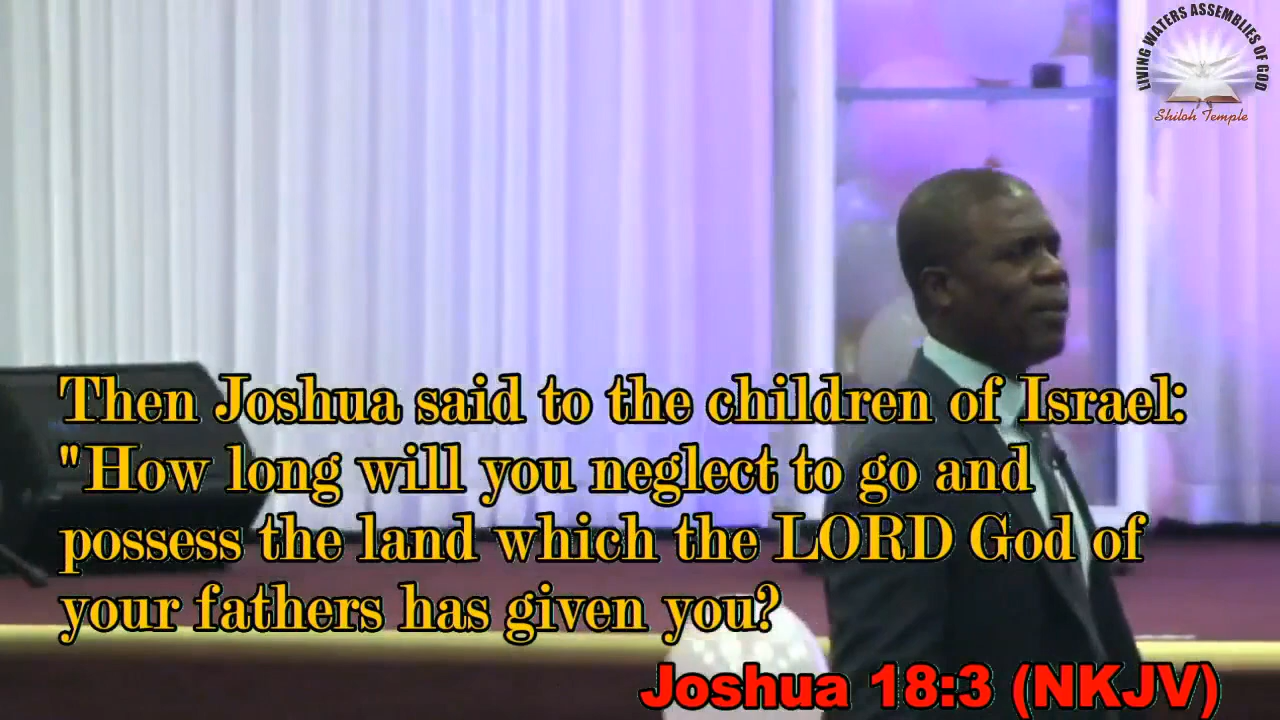 LIVING WATERS ASSEMBLIES OF GOD
Shiloh Temple
Then Joshua said to the children of Israel:
"How long will you neglect to go and
possess the land which the LORD God of
your fathers has given you?
Joshua 18:3 (NKJV)